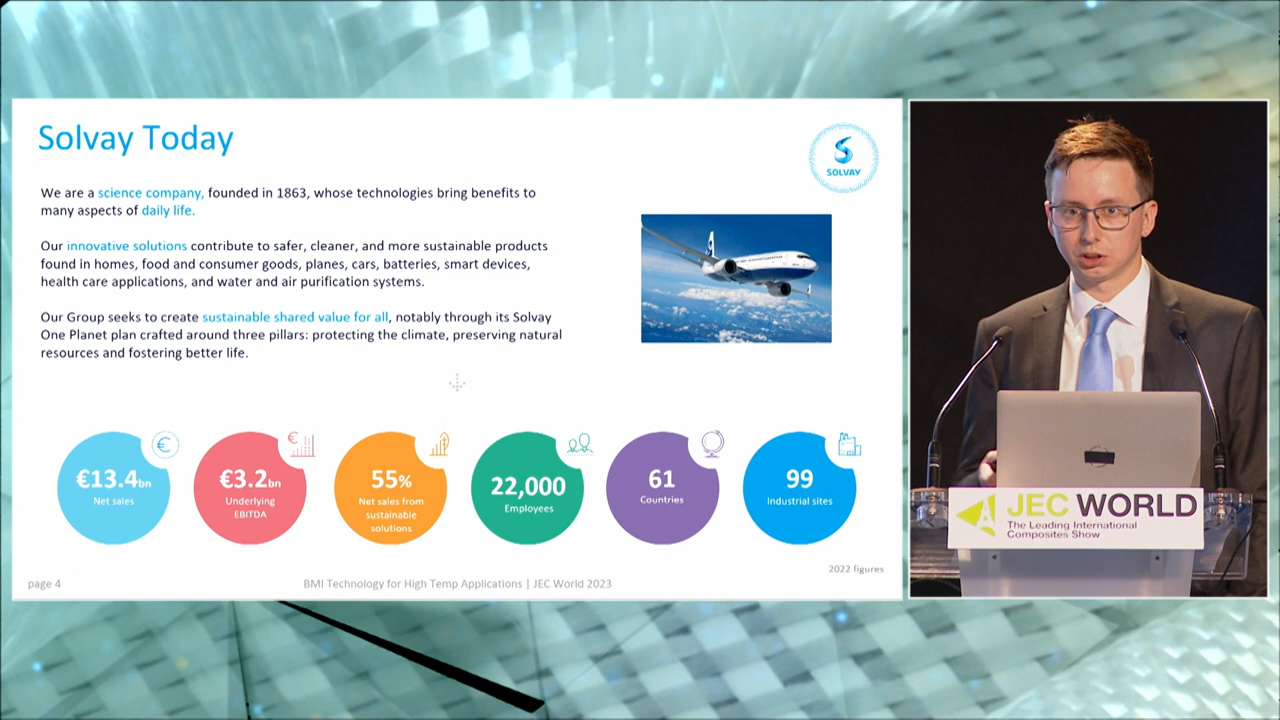 Solvay Today
SOLVAY
We are a science company, founded in 1863, whose technologies bring benefits to
many aspects of daily life.
Our innovative solutions contribute to safer, cleaner, and more sustainable products
found in homes, food and consumer goods, planes, cars, batteries, smart devices,
health care applications, and water and air purification systems.
Our Group seeks to create sustainable shared value for all, notably through its Solvay
One Planet plan crafted around three pillars: protecting the climate, preserving natural
resources and fostering better life.
€13.4bn
Net sales
€
€3.2bn
Underlying
EBITDA
€
55%
Net sales from
sustainable
solutions
22,000
Employees
61
Countries
99
Industrial sites
2022 figures
page 4
BMI Technology for High Temp Applications | JEC World 2023
JEC WORLD
The Leading International
Composites Show